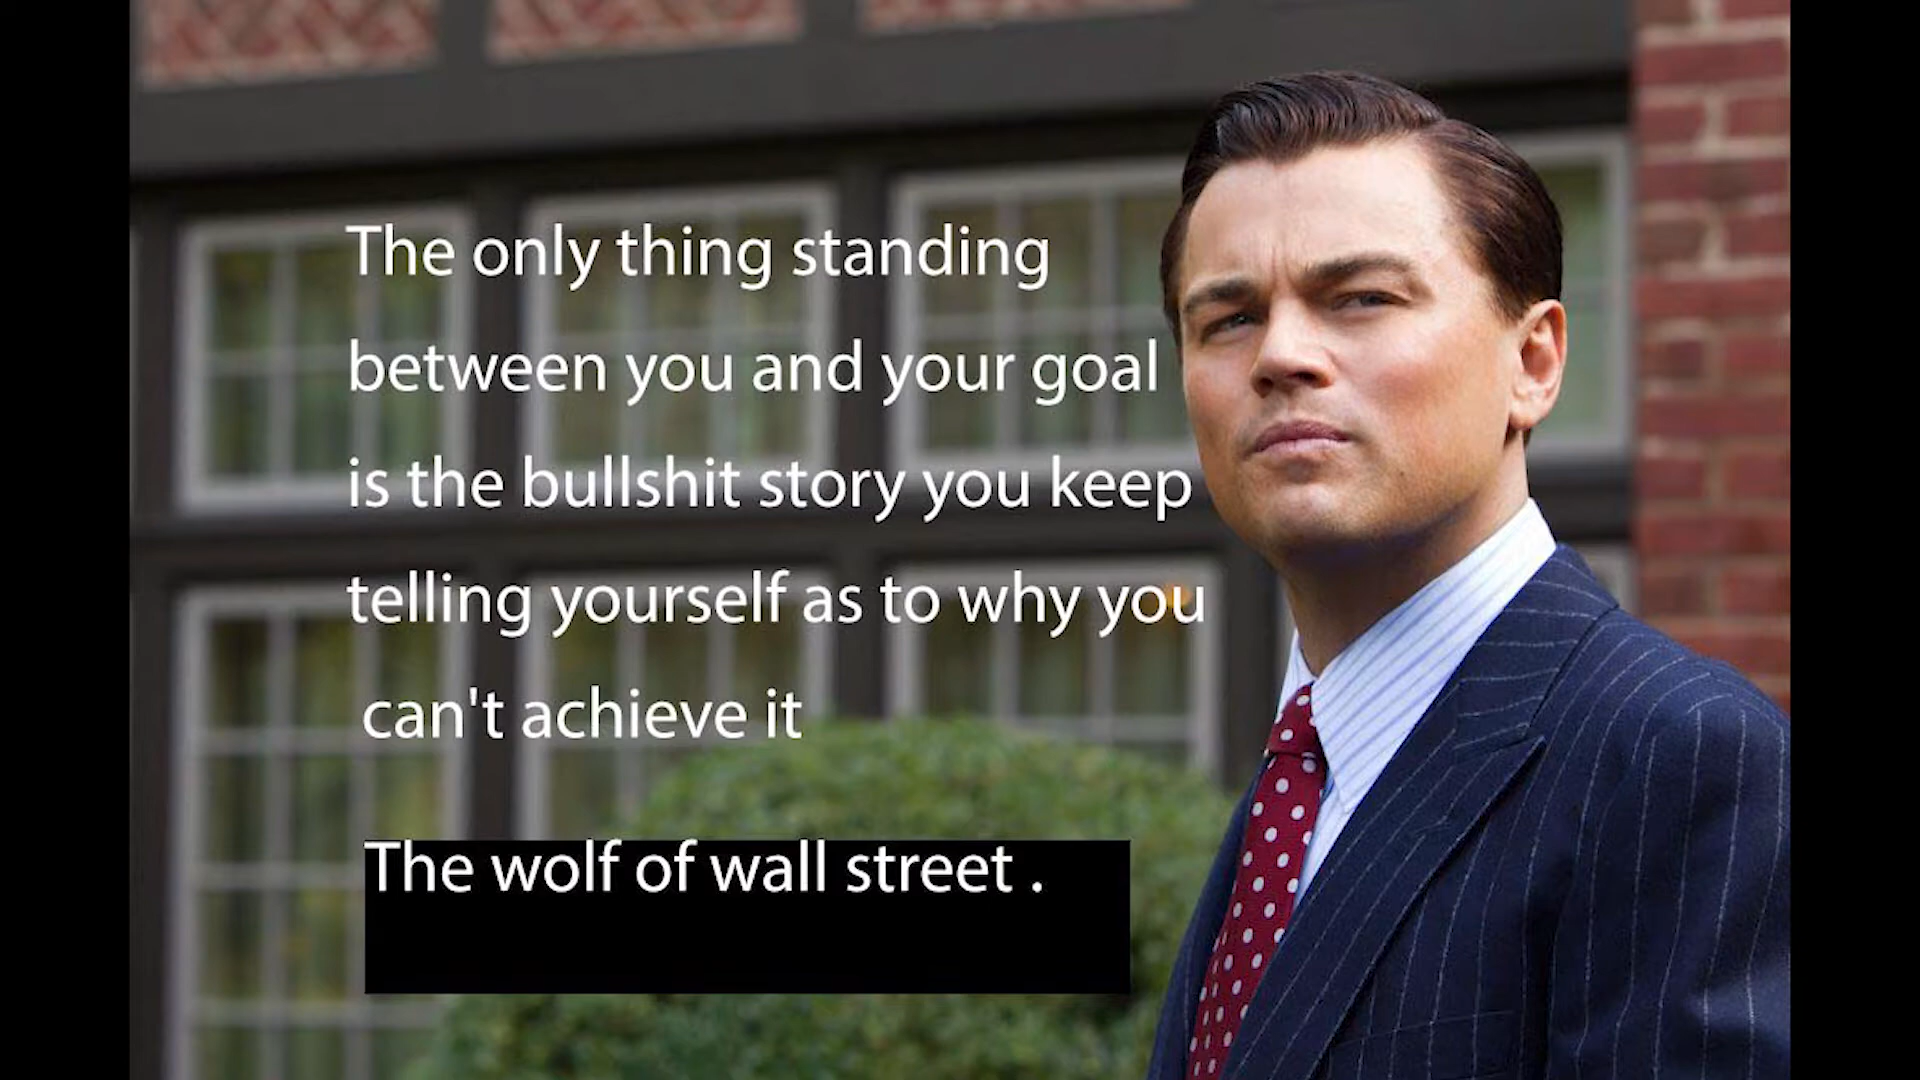 The only thing standing
between you and your goal
is the bullshit story you keep
telling yourself as to why you
can't achieve it
The wolf of wall street .